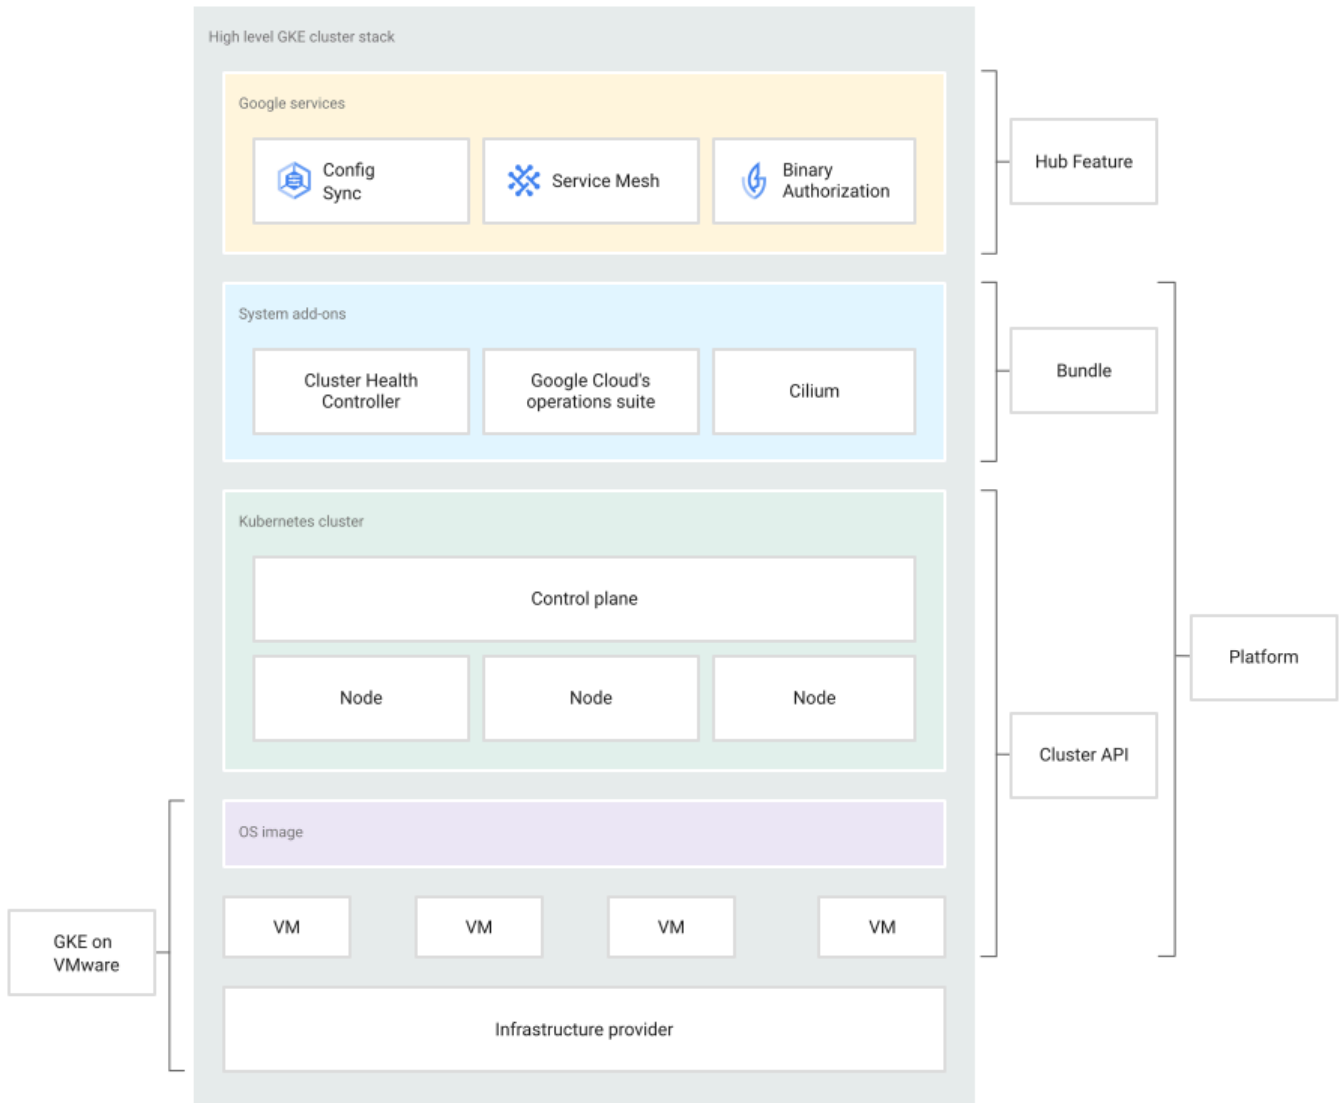 High level GKE cluster stack
Google services
Config
Sync
Service Mesh
Binary
Authorization
Hub Feature
System add-ons
Cluster Health
Controller
Google Cloud's
operations suite
Cilium
Bundle
Kubernetes cluster
Control plane
Node
Node
Node
Platform
Cluster API
OS image
VM
VM
VM
VM
GKE on
VMware
Infrastructure provider